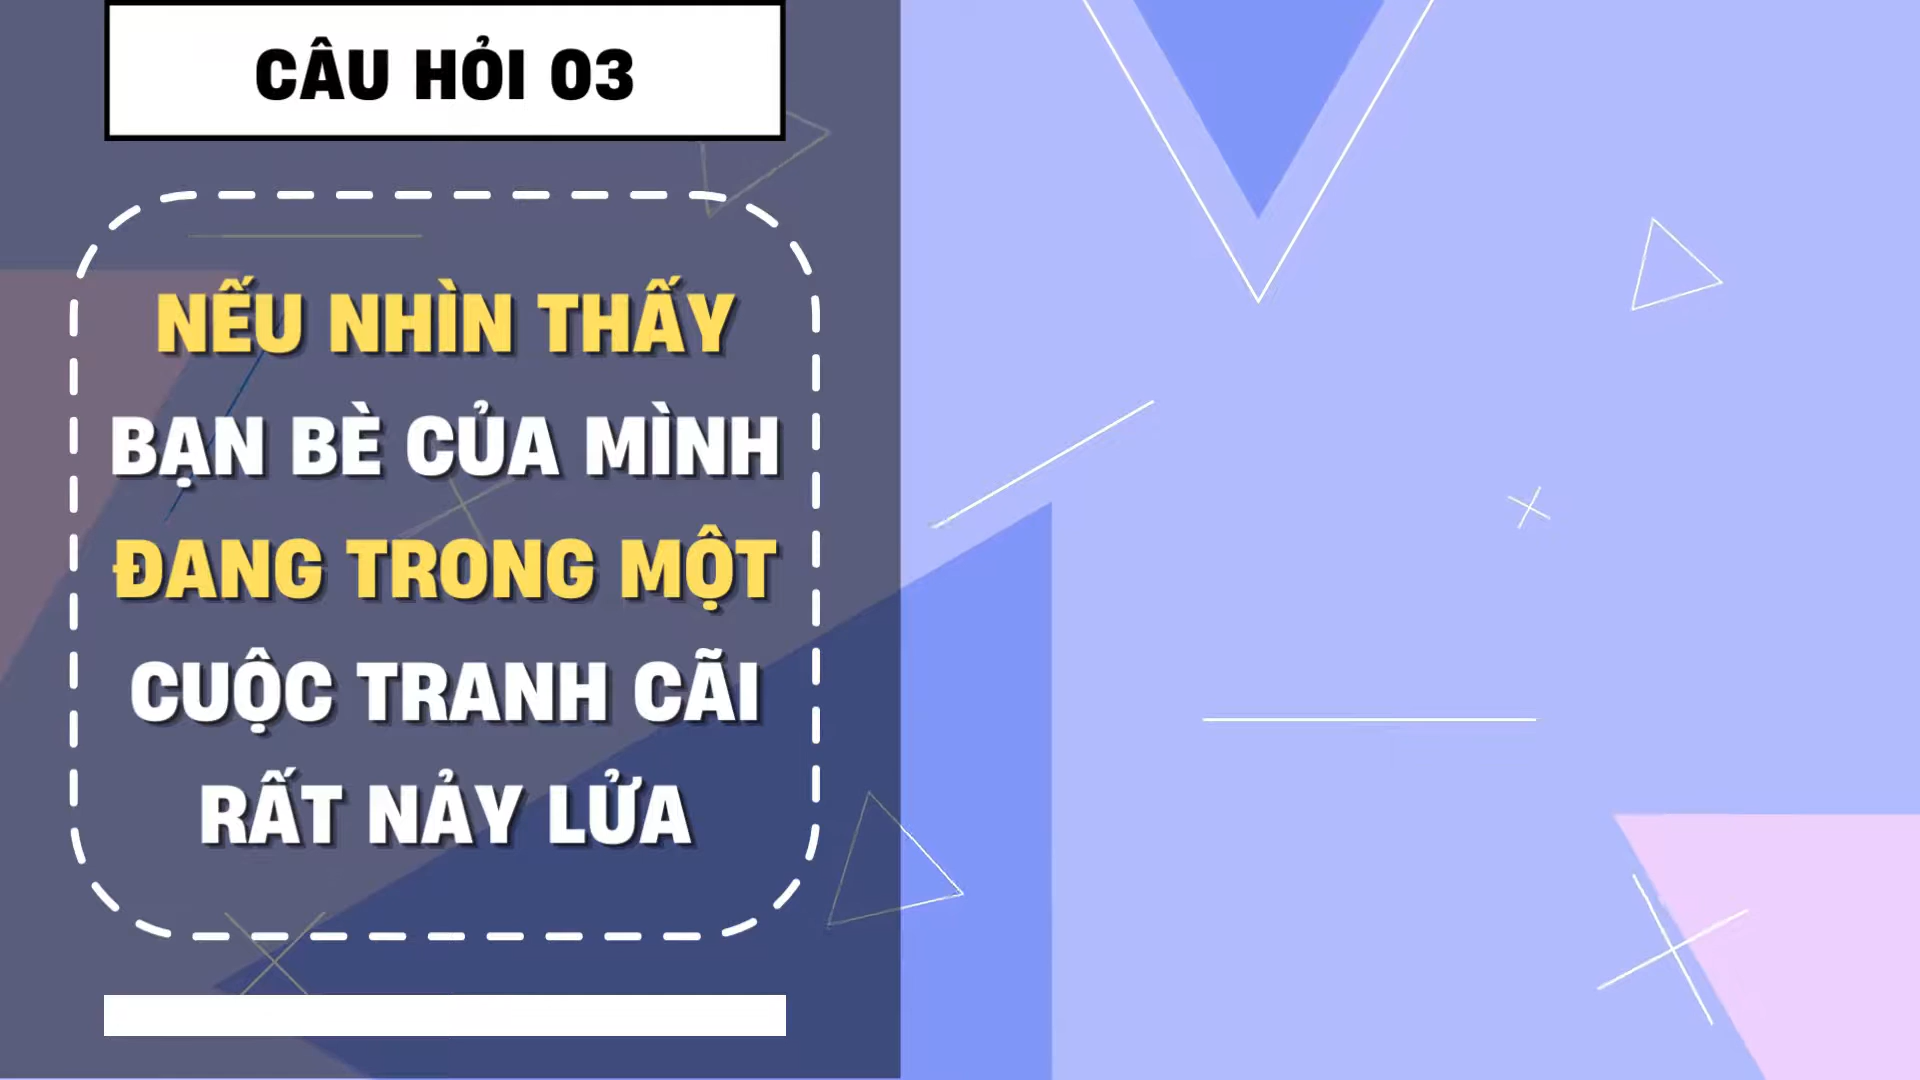 CÂU HỎI 03
NẾU NHÌN THẤY
BẠN BÈ CỦA MÌNH
ĐANG TRONG MỘT
CUỘC TRANH CÃI
RẤT NẢY LỬA